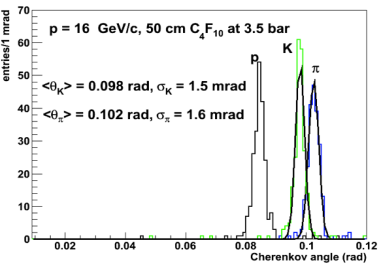 p = 16 GeV/c, 50 cm C4F10 at 3.5 bar
p
K
π
<θK> = 0.098 rad, σK = 1.5 mrad
<θπ> = 0.102 rad, σπ = 1.6 mrad
entries/1 mrad
70
60
50
40
30
20
10
0
0.02 0.04 0.06 0.08 0.1 0.12
Cherenkov angle (rad)